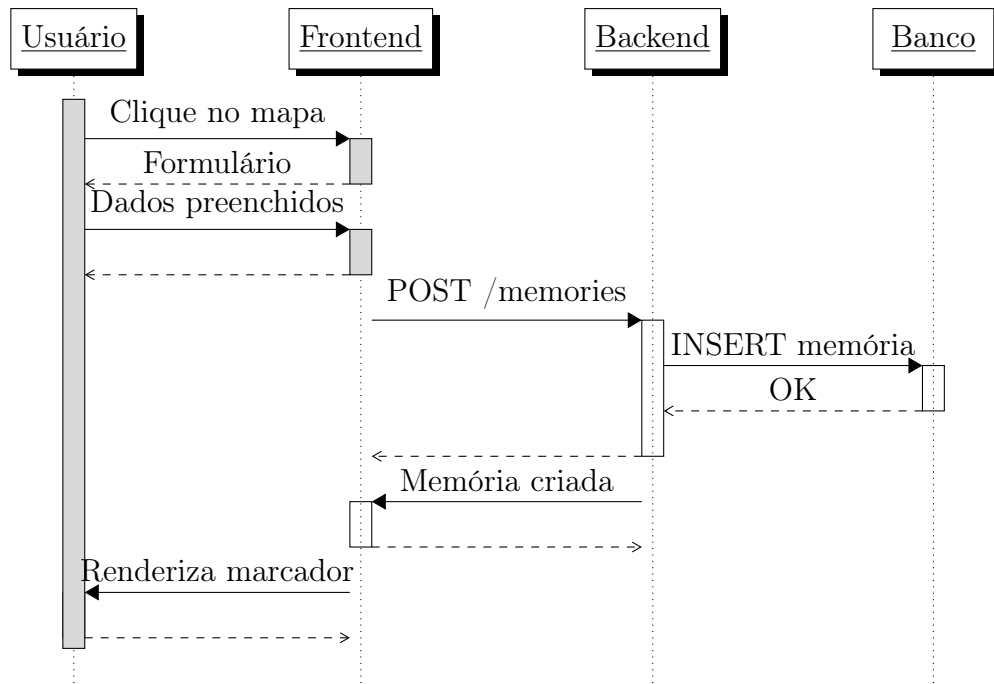 Usuário
Frontend
Backend
Banco
Clique no mapa
Formulário
Dados preenchidos
POST /memories
INSERT memória
OK
Memória criada
Renderiza marcador